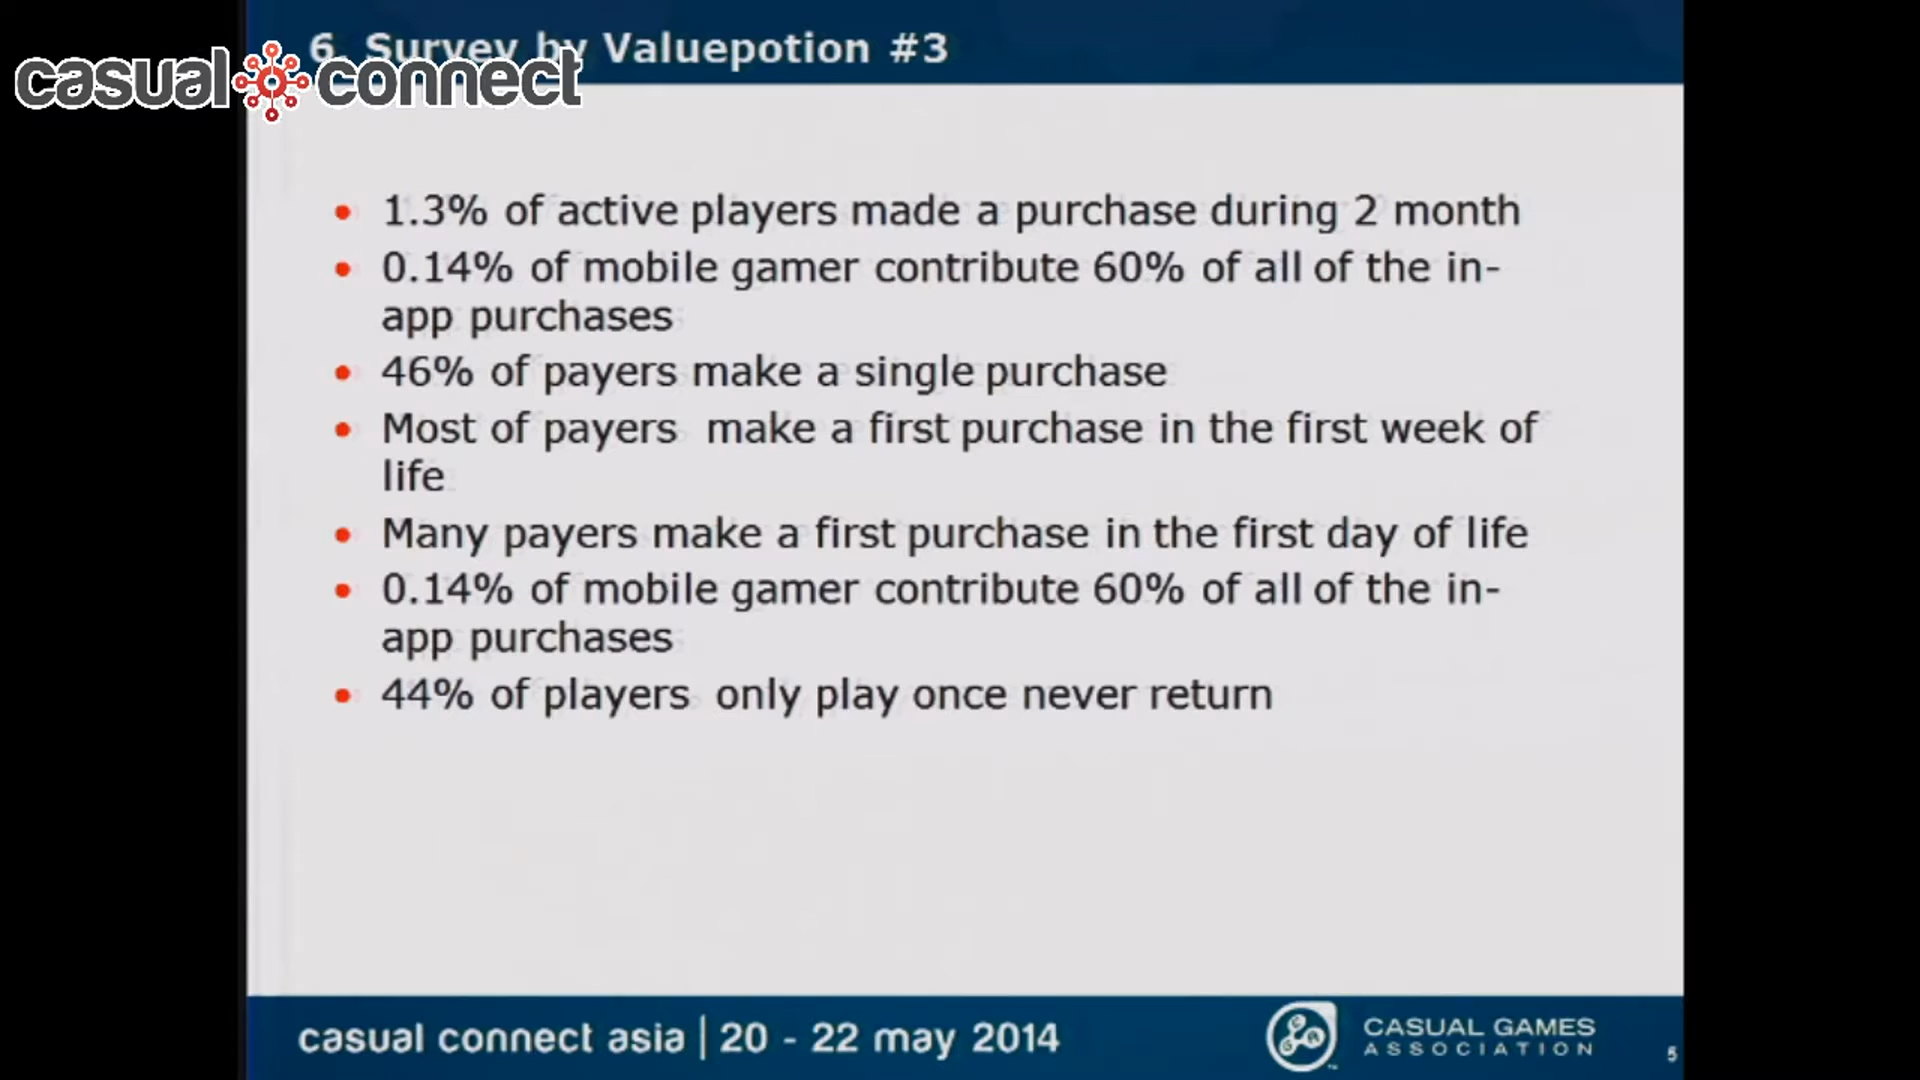 6. Survey by Valuepotion #3
casual connect
1.3% of active players made a purchase during 2 month
0.14% of mobile gamer contribute 60% of all of the in-
app purchases
46% of payers make a single purchase
Most of payers make a first purchase in the first week of
life
Many payers make a first purchase in the first day of life
0.14% of mobile gamer contribute 60% of all of the in-
app purchases
44% of players only play once never return
casual connect asia | 20 - 22 may 2014
CASUAL GAMES
ASSOCIATION
5